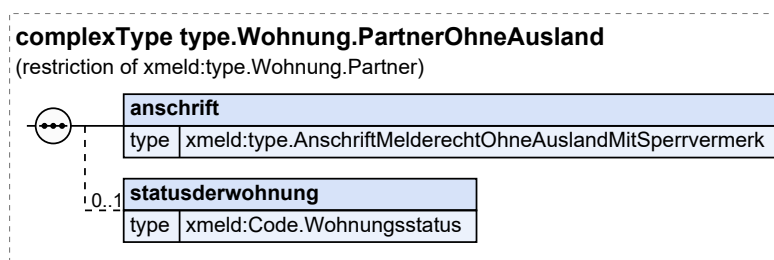 complexType type.Wohnung.PartnerOhneAusland
(restriction of xmeld:type.Wohnung.Partner)
anschrift
type xmeld:type.AnschriftMelderechtOhneAuslandMitSperrvermerk
0..1 statusderwohnung
type xmeld:Code.Wohnungsstatus